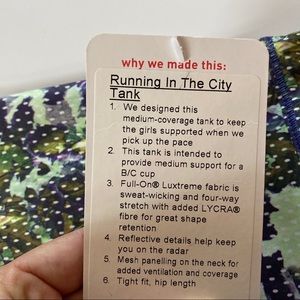 why we made this:
Running In The City
Tank
1. We designed this
medium-coverage tank to keep
the girls supported when we
pick up the pace
2. This tank is intended to
provide medium support for a
B/C cup
3. Full-On® Luxtreme fabric is
sweat-wicking and four-way
stretch with added LYCRA®
fibre for great shape
retention
4. Reflective details help keep
you on the radar
5. Mesh panelling on the neck for
added ventilation and coverage
6. Tight fit, hip length